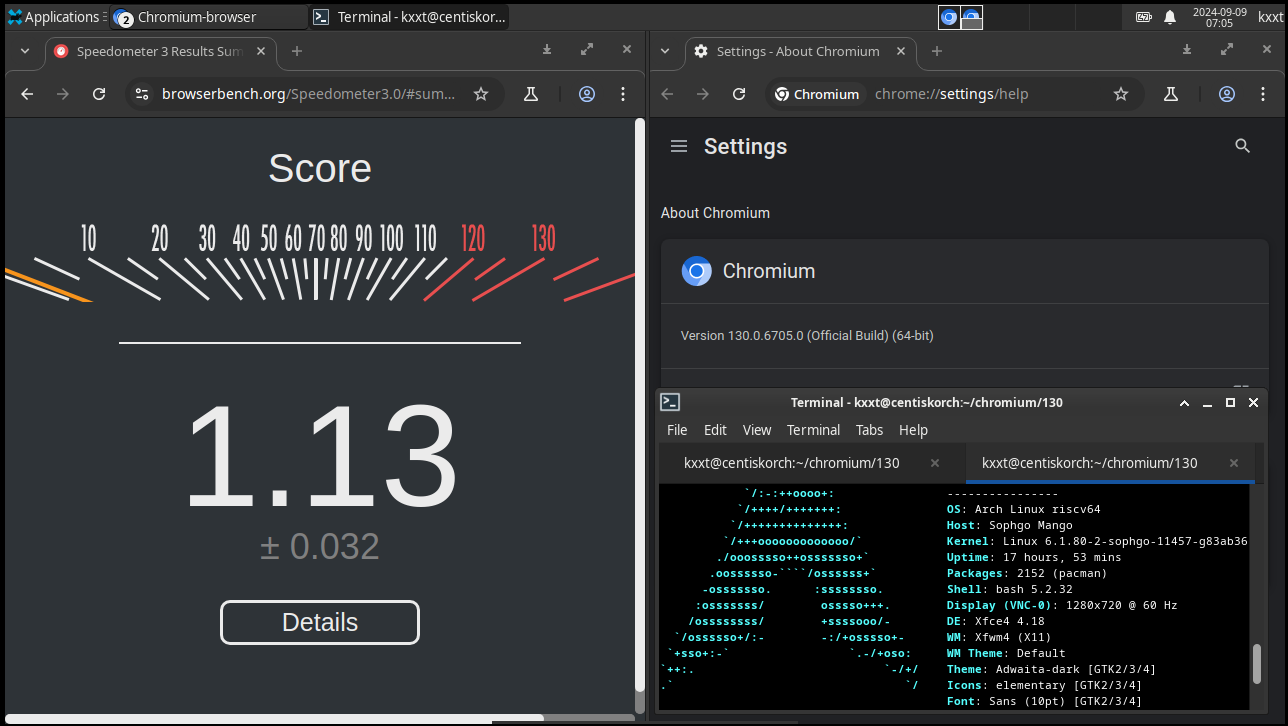 Applications
2 Chromium-browser
Terminal - kxxt@centiskor...
2024-09-09
07:05
kxxt
Speedometer 3 Results Sum
browserbench.org/Speedometer3.0/#sum...
Score
10 20 30 40 50 60 70 80 90 100 110 120 130
1.13
± 0.032
Details
Settings - About Chromium
Chromium chrome://settings/help
Settings
About Chromium
Chromium
Version 130.0.6705.0 (Official Build) (64-bit)
Terminal - kxxt@centiskorch:~/chromium/130
File Edit View Terminal Tabs Help
kxxt@centiskorch:~/chromium/130 kxxt@centiskorch:~/chromium/130
`/:-:++oooo+: ----------------
`/++++/+++++++: OS: Arch Linux riscv64
`/++++++++++++++: Host: Sophgo Mango
`/+++ooooooooooooo/` Kernel: Linux 6.1.80-2-sophgo-11457-g83ab36
./ooosssso++osssssso+` Uptime: 17 hours, 53 mins
.oossssso-````/ossssss+` Packages: 2152 (pacman)
-osssssso. :ssssssso. Shell: bash 5.2.32
:osssssss/ osssso+++. Display (VNC-0): 1280x720 @ 60 Hz
/ossssssss/ +ssssooo/- DE: Xfce4 4.18
`/ossssso+/:- -:/+osssso+- WM: Xfwm4 (X11)
`+sso+:-` `.-/+oso: WM Theme: Default
`++:. `-/+/ Theme: Adwaita-dark [GTK2/3/4]
.` `/ Icons: elementary [GTK2/3/4]
Font: Sans (10pt) [GTK2/3/4]